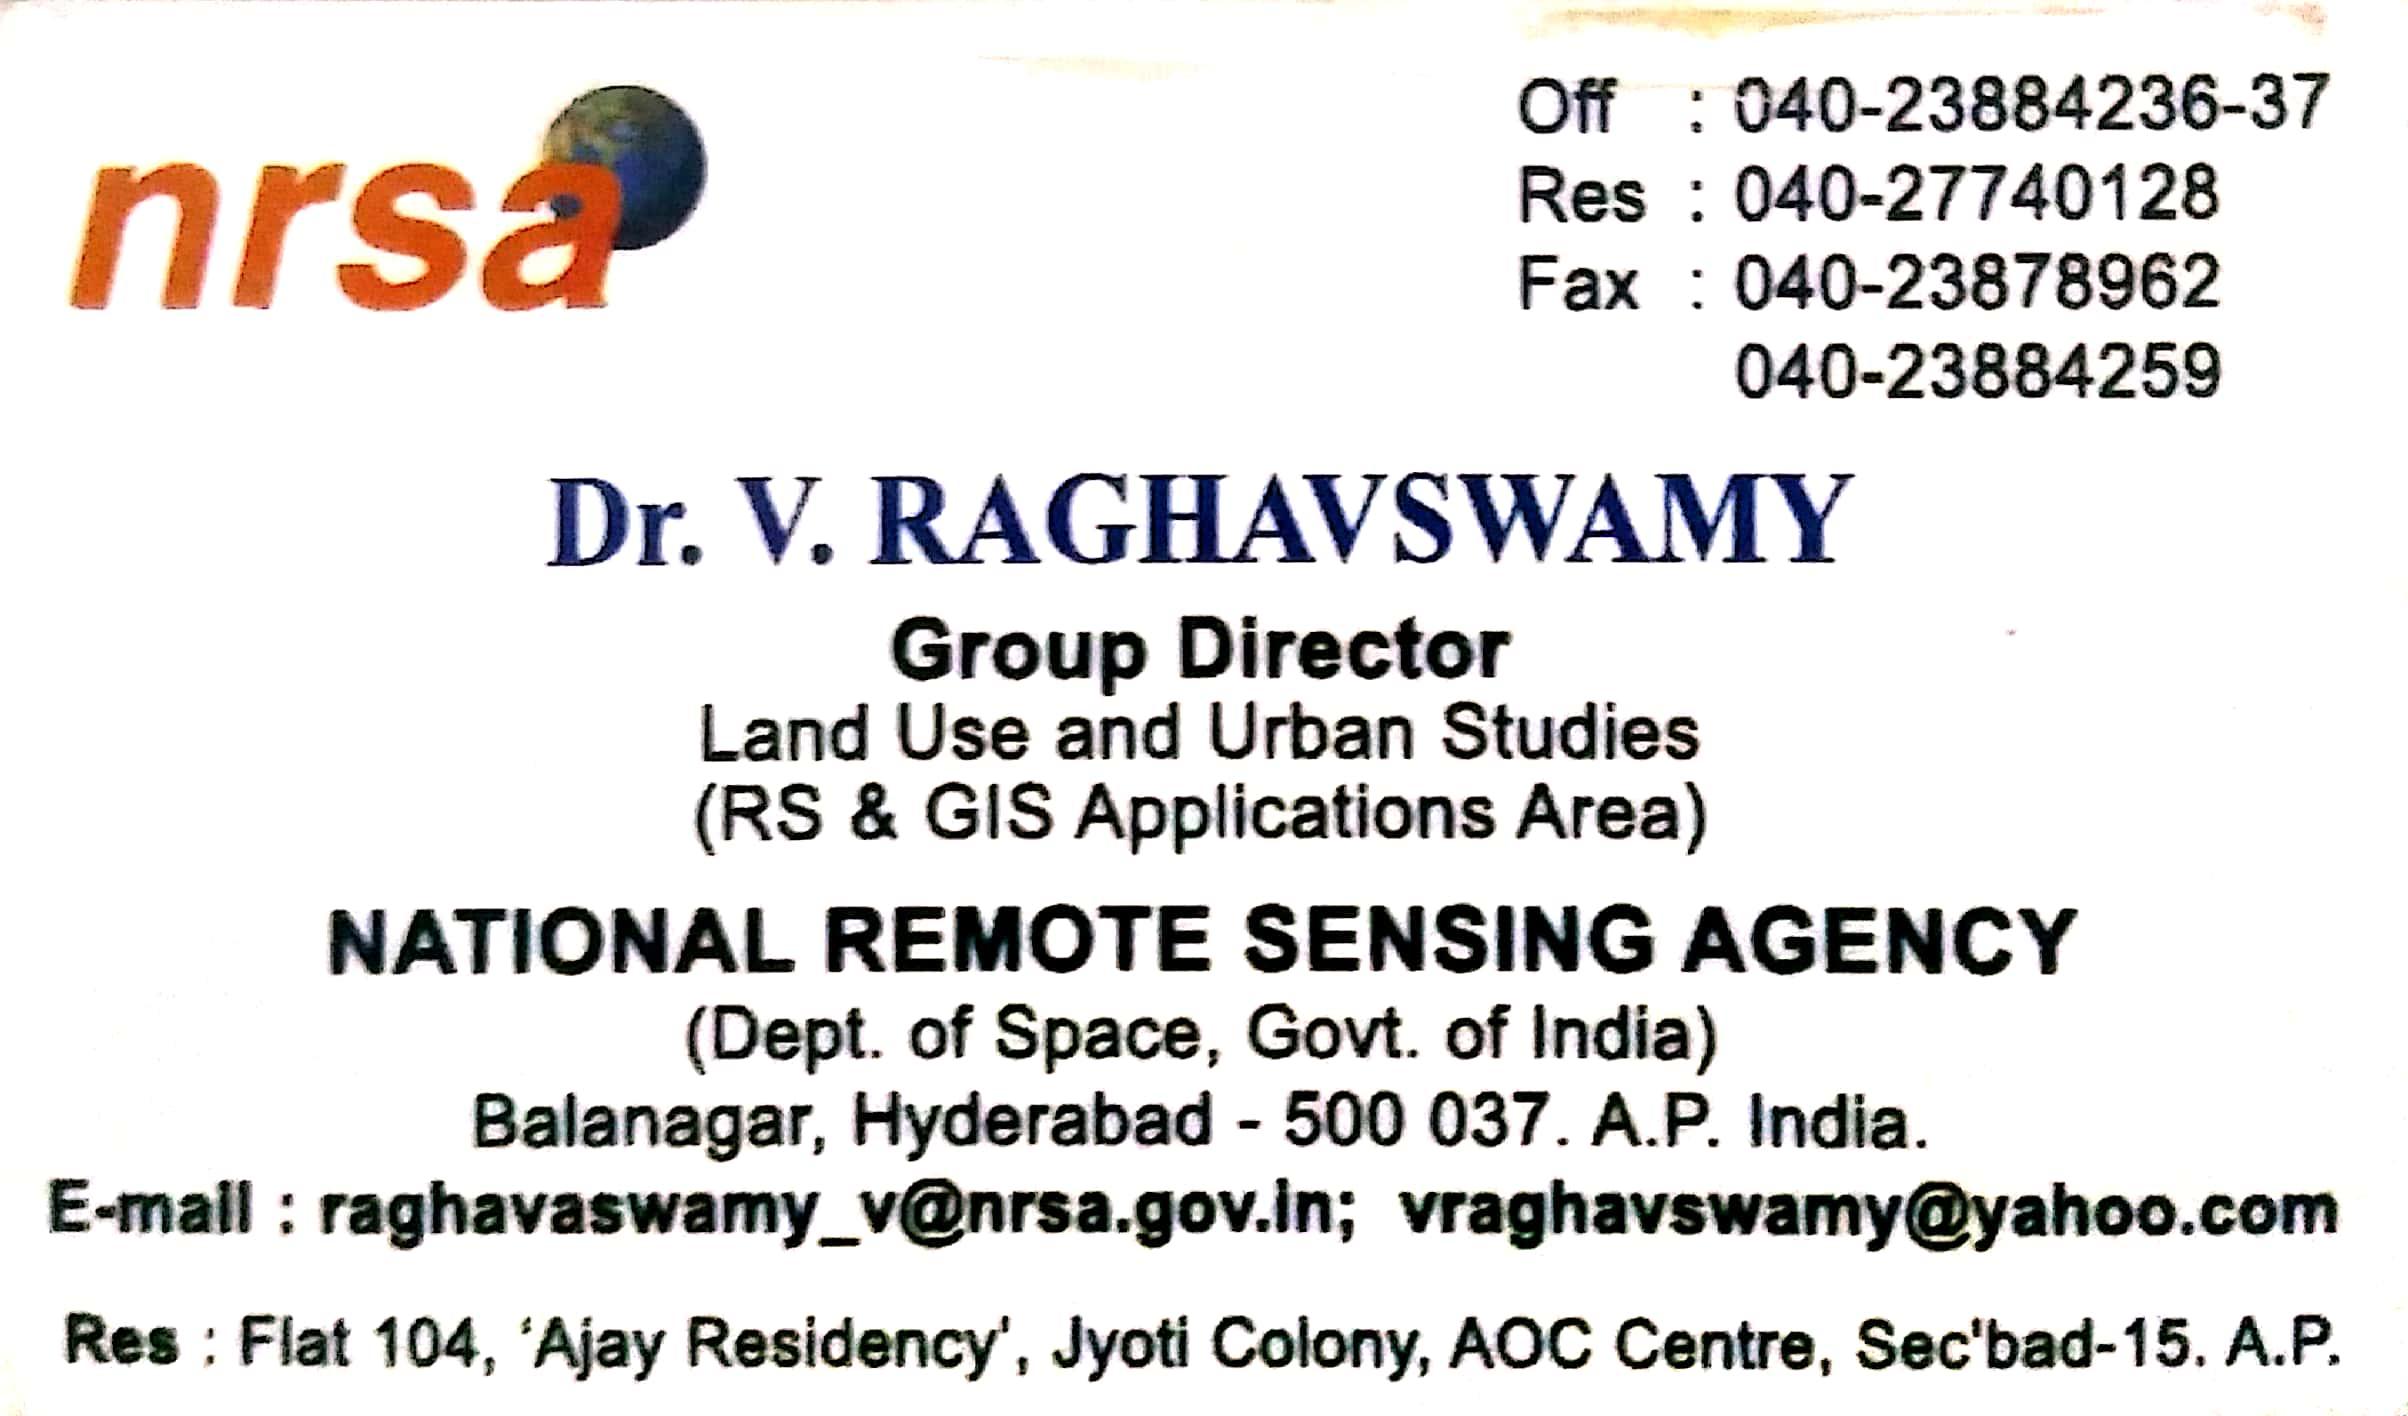 nrsa
Off : 040-23884236-37
Res : 040-27740128
Fax : 040-23878962
040-23884259
Dr. V. RAGHAVSWAMY
Group Director
Land Use and Urban Studies
(RS & GIS Applications Area)
NATIONAL REMOTE SENSING AGENCY
(Dept. of Space, Govt. of India)
Balanagar, Hyderabad - 500 037. A.P. India.
E-mail : raghavaswamy_v@nrsa.gov.in; vraghavswamy@yahoo.com
Res : Flat 104, ‘Ajay Residency', Jyoti Colony, AOC Centre, Sec'bad-15. A.P.